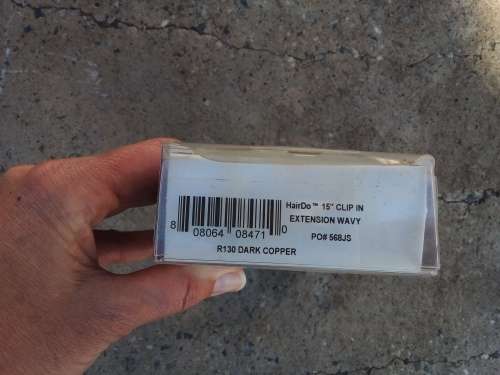 HairDo™ 15" CLIP IN
EXTENSION WAVY
PO# 568JS
8 08064 08471 0
R130 DARK COPPER